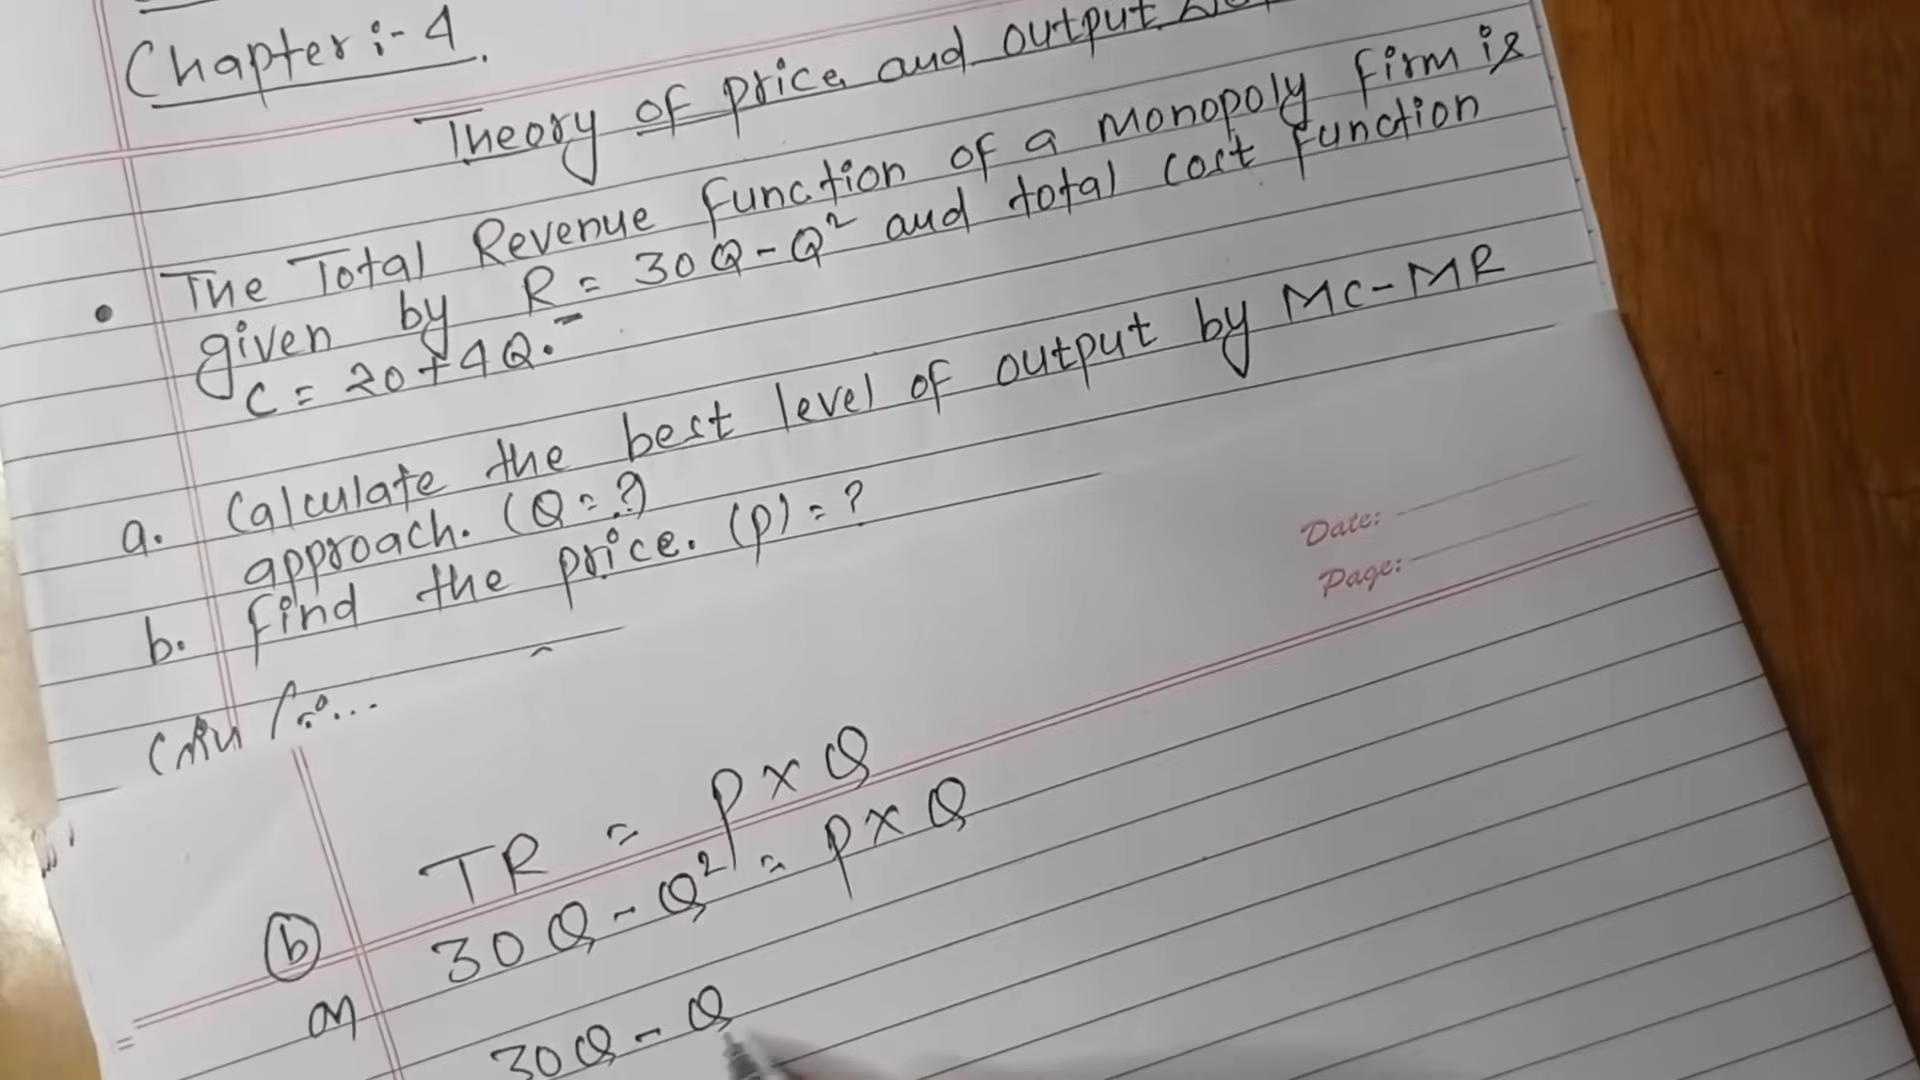 Chapter:-4.
Theory of price and output
• The Total Revenue function of a monopoly firm is
given by R = 30Q-Q² and total cost function
C = 20+4Q.
a. Calculate the best level of output by MC-MR
approach. (Q=?)
b. Find the price. (P) = ?
Date:
Page:
(b) TR = P×Q
30Q - Q² = P×Q
30Q - Q